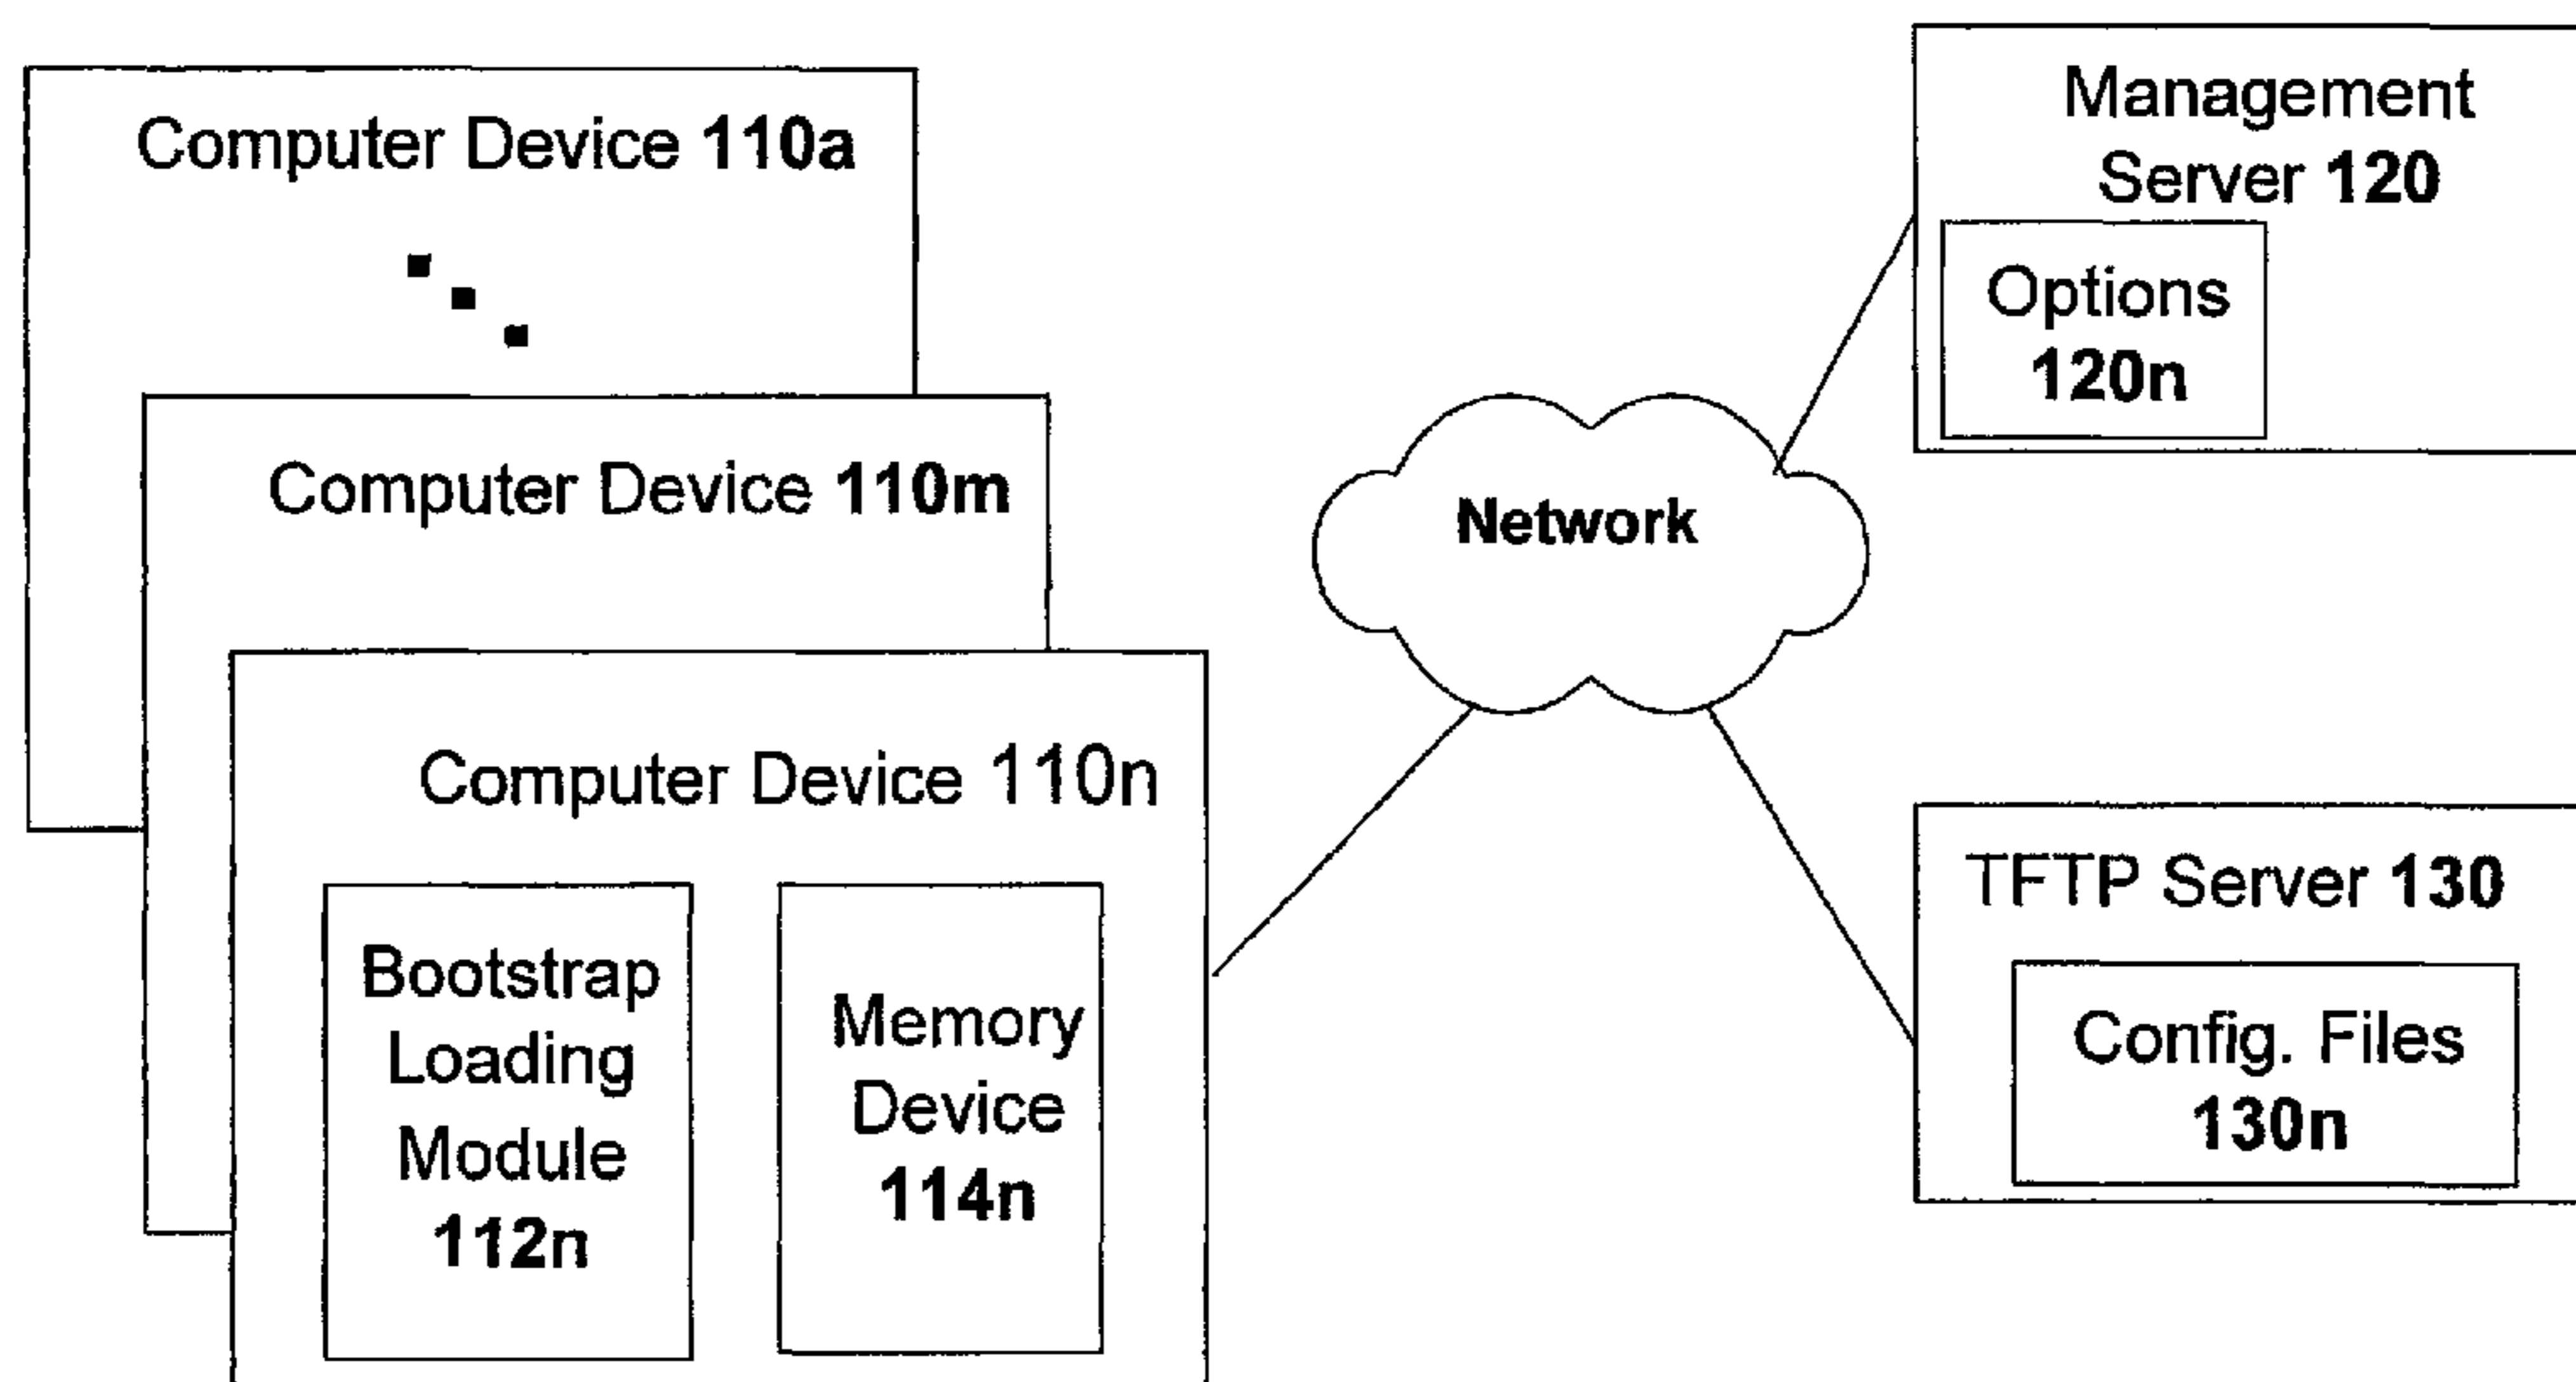 Computer Device 110a
Computer Device 110m
Computer Device 110n
Bootstrap
Loading
Module
112n
Memory
Device
114n
Network
Management
Server 120
Options
120n
TFTP Server 130
Config. Files
130n